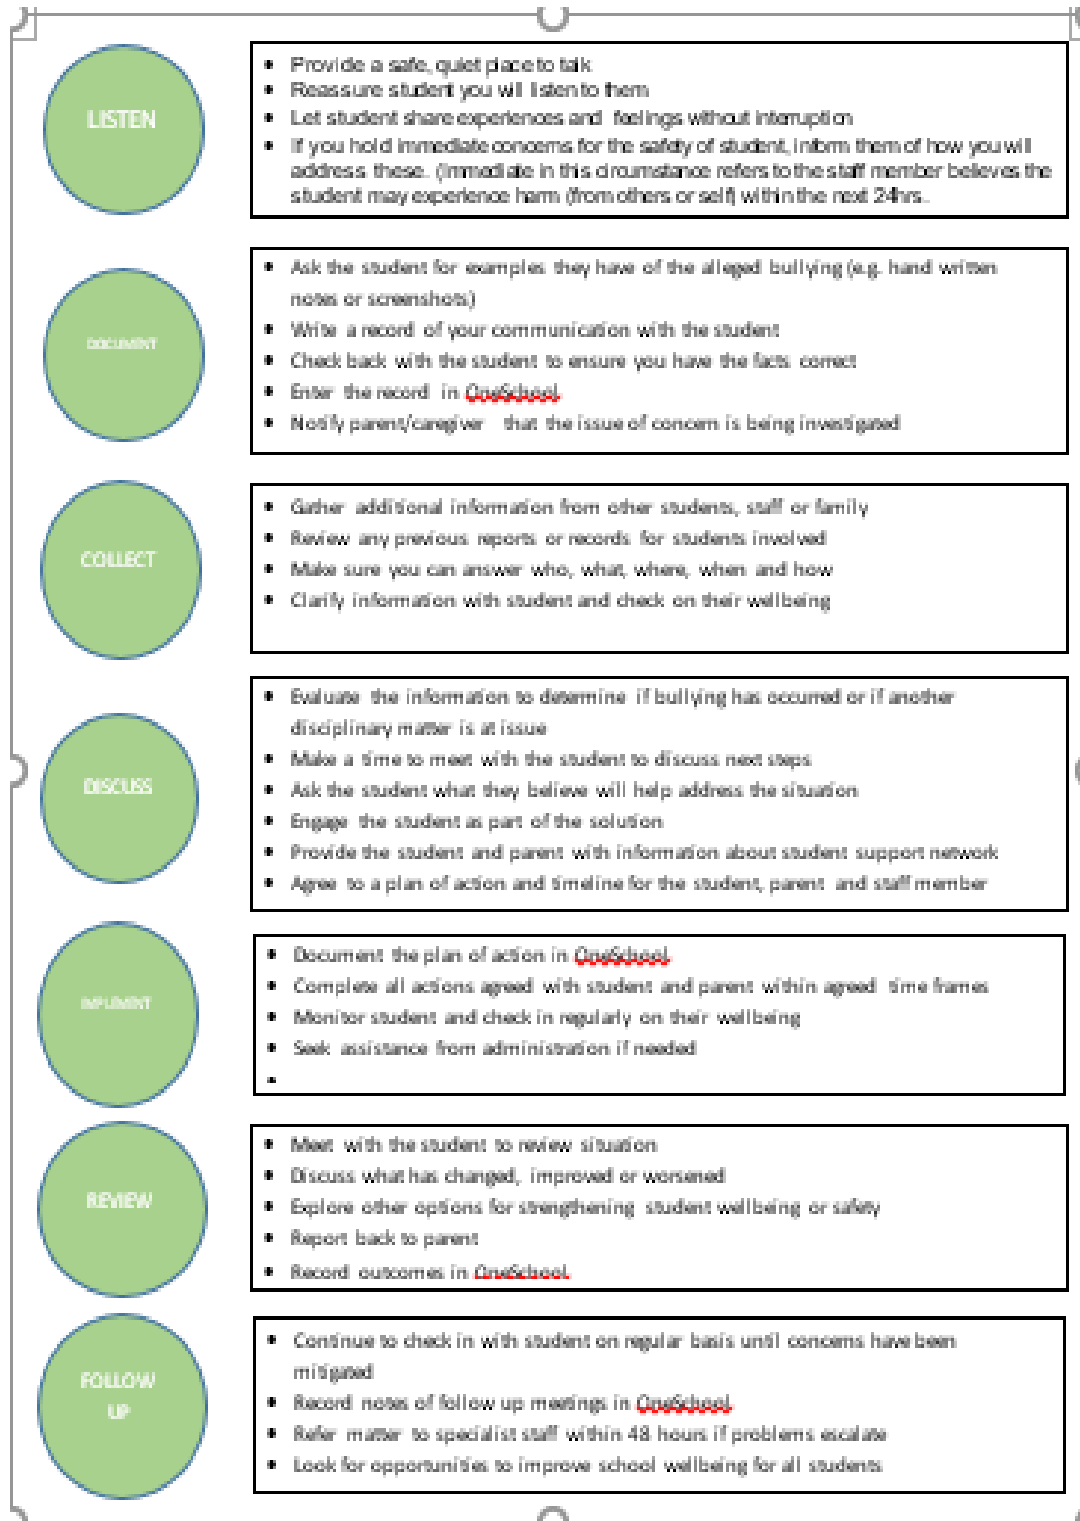 LISTEN
Provide a safe, quiet place to talk
Reassure student you will listen to them
Let student share experiences and feelings without interruption
If you hold immediate concerns for the safety of student, inform them of how you will
address these. (Immediate in this circumstance refers to the staff member believes the
student may experience harm (from others or self) within the next 24hrs.
DOCUMENT
Ask the student for examples they have of the alleged bullying (e.g. hand written
notes or screenshots)
Write a record of your communication with the student
Check back with the student to ensure you have the facts correct
Enter the record in OneSchool
Notify parent/caregiver that the issue of concern is being investigated
COLLECT
Gather additional information from other students, staff or family
Review any previous reports or records for students involved
Make sure you can answer who, what, where, when and how
Clarify information with student and check on their wellbeing
DISCUSS
Evaluate the information to determine if bullying has occurred or if another
disciplinary matter is at issue
Make a time to meet with the student to discuss next steps
Ask the student what they believe will help address the situation
Engage the student as part of the solution
Provide the student and parent with information about student support network
Agree to a plan of action and timeline for the student, parent and staff member
IMPLEMENT
Document the plan of action in OneSchool
Complete all actions agreed with student and parent within agreed time frames
Monitor student and check in regularly on their wellbeing
Seek assistance from administration if needed
REVIEW
Meet with the student to review situation
Discuss what has changed, improved or worsened
Explore other options for strengthening student wellbeing or safety
Report back to parent
Record outcomes in OneSchool
FOLLOW
UP
Continue to check in with student on regular basis until concerns have been
mitigated
Record notes of follow up meetings in OneSchool
Refer matter to specialist staff within 48 hours if problems escalate
Look for opportunities to improve school wellbeing for all students